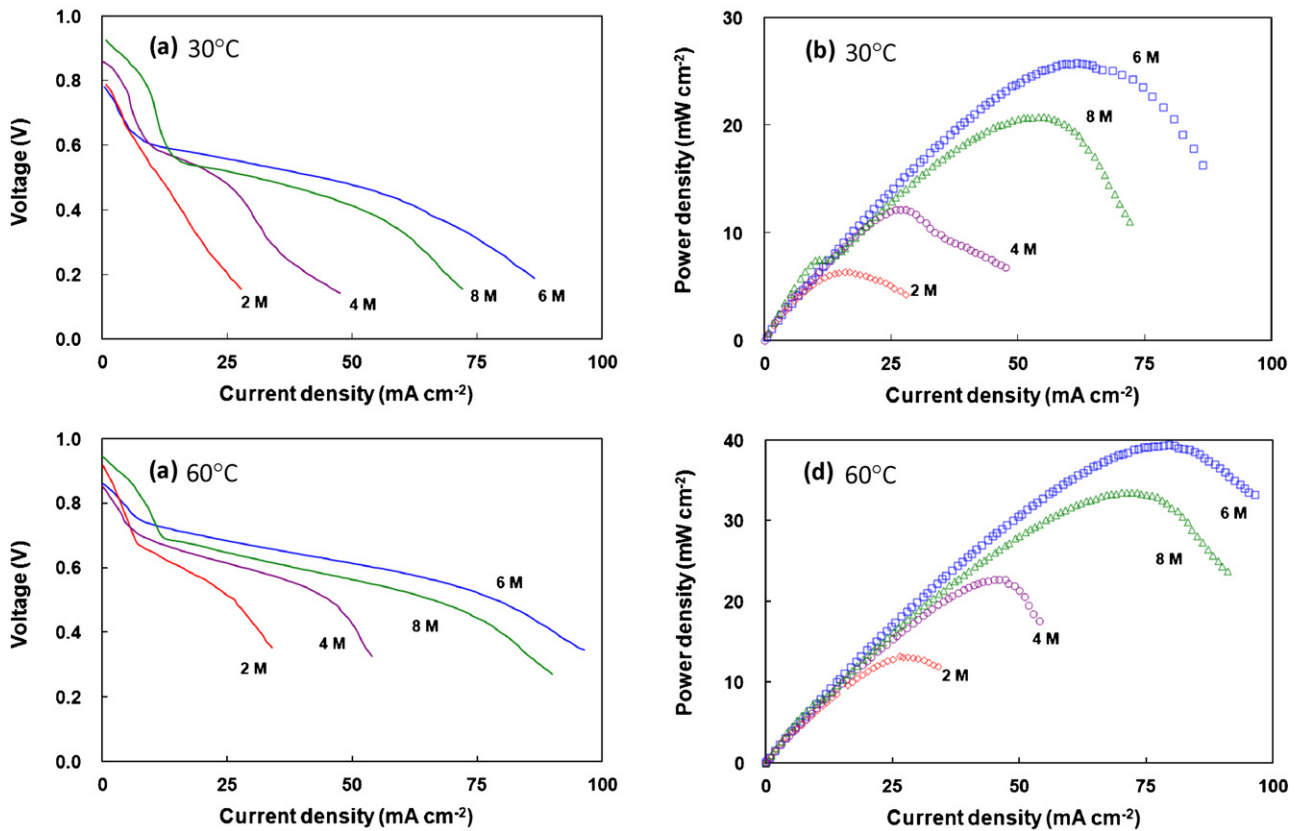 (a) 30°C
Voltage (V)
1.0
0.8
0.6
0.4
0.2
0.0
2 M
4 M
8 M
6 M
0 25 50 75 100
Current density (mA cm-2)
(b) 30°C
Power density (mW cm-2)
30
20
10
0
6 M
8 M
4 M
2 M
0 25 50 75 100
Current density (mA cm-2)
(a) 60°C
Voltage (V)
1.0
0.8
0.6
0.4
0.2
0.0
6 M
8 M
4 M
2 M
0 25 50 75 100
Current density (mA cm-2)
(d) 60°C
Power density (mW cm-2)
40
30
20
10
0
6 M
8 M
4 M
2 M
0 25 50 75 100
Current density (mA cm-2)